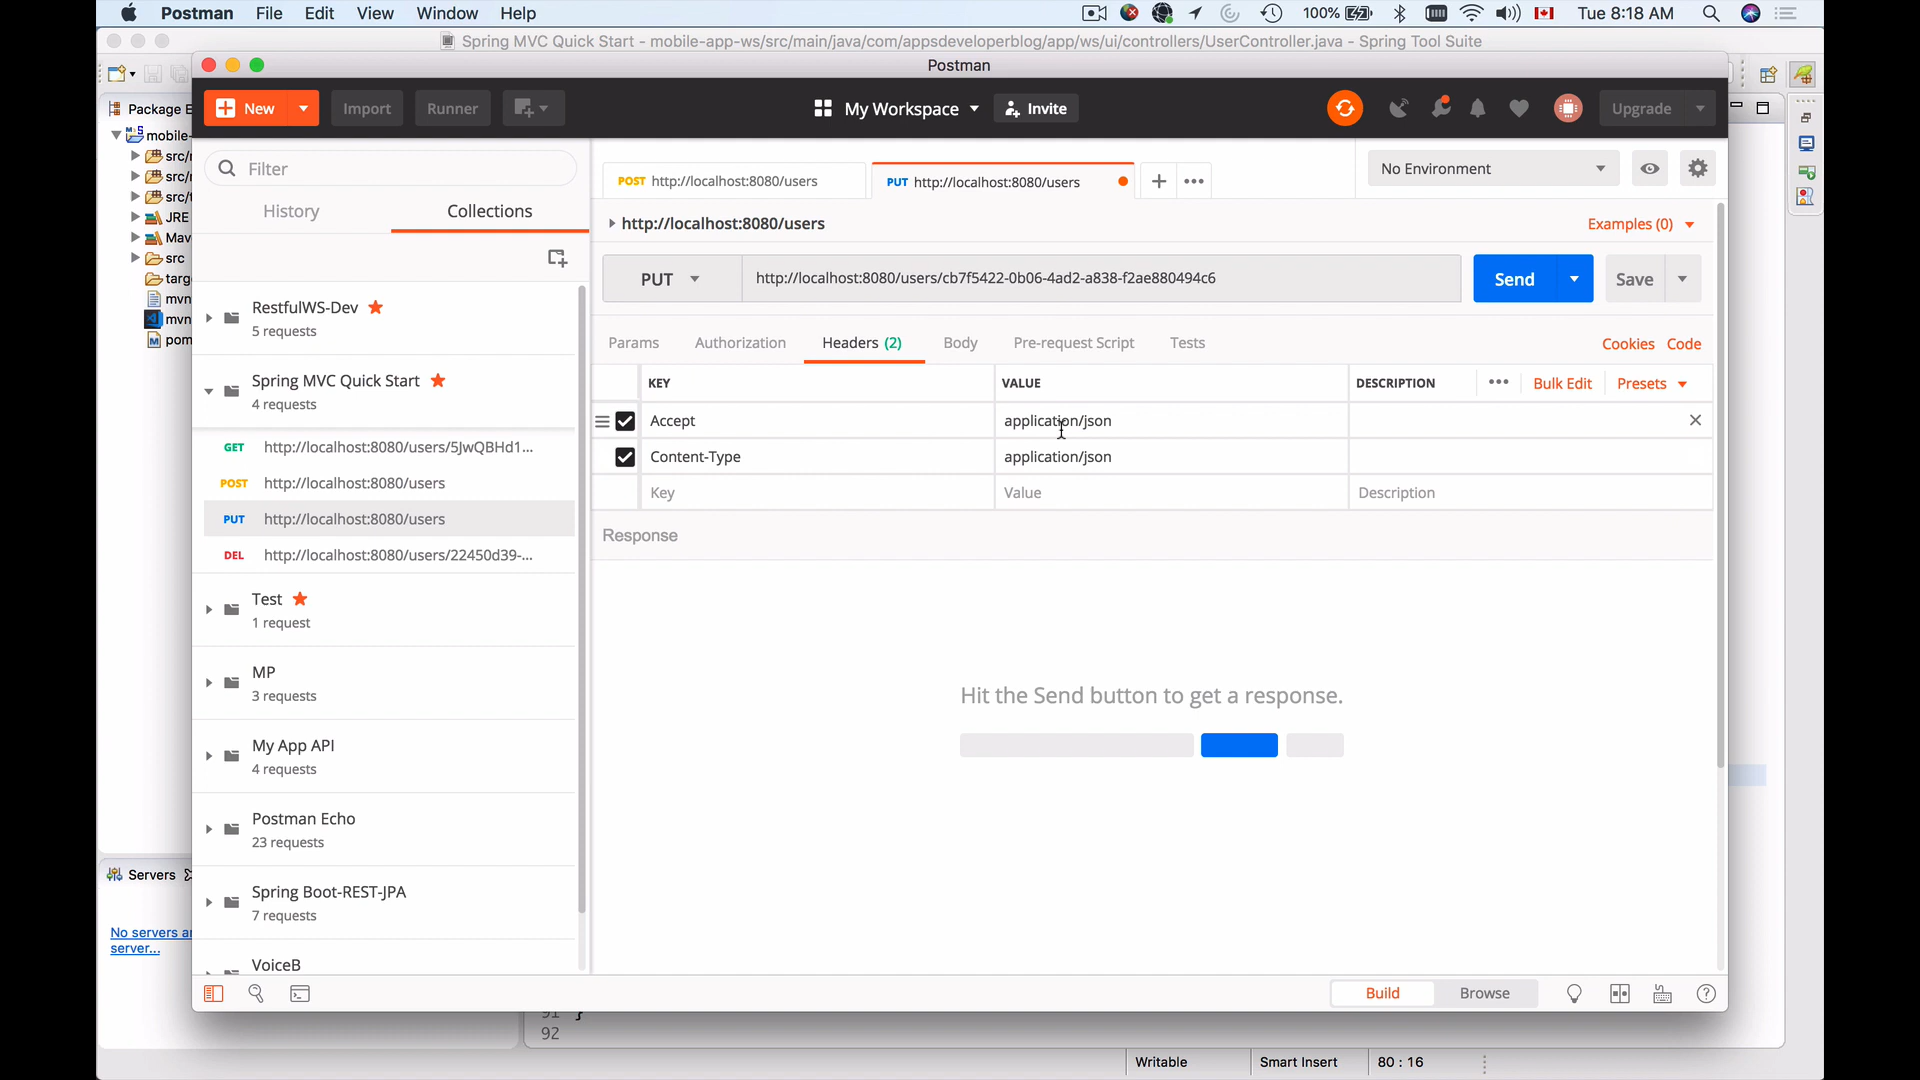 Postman File Edit View Window Help 100% Tue 8:18 AM
Spring MVC Quick Start - mobile-app-ws/src/main/java/com/appsdeveloperblog/app/ws/ui/controllers/UserController.java - Spring Tool Suite
Postman
New Import Runner My Workspace Invite Upgrade
Package E
mobile-
src/
src/
src/
JRE
Mav
src
targ
mvn
mvn
pom
Servers
No servers ar
server...
Filter
History Collections
RestfulWS-Dev
5 requests
Spring MVC Quick Start
4 requests
GET http://localhost:8080/users/5JwQBHd1...
POST http://localhost:8080/users
PUT http://localhost:8080/users
DEL http://localhost:8080/users/22450d39-...
Test
1 request
MP
3 requests
My App API
4 requests
Postman Echo
23 requests
Spring Boot-REST-JPA
7 requests
VoiceB
POST http://localhost:8080/users PUT http://localhost:8080/users No Environment
http://localhost:8080/users Examples (0)
PUT http://localhost:8080/users/cb7f5422-0b06-4ad2-a838-f2ae880494c6 Send Save
Params Authorization Headers (2) Body Pre-request Script Tests Cookies Code
KEY VALUE DESCRIPTION Bulk Edit Presets
Accept application/json
Content-Type application/json
Key Value Description
Response
Hit the Send button to get a response.
Build Browse
91 }
92
Writable Smart Insert 80 : 16